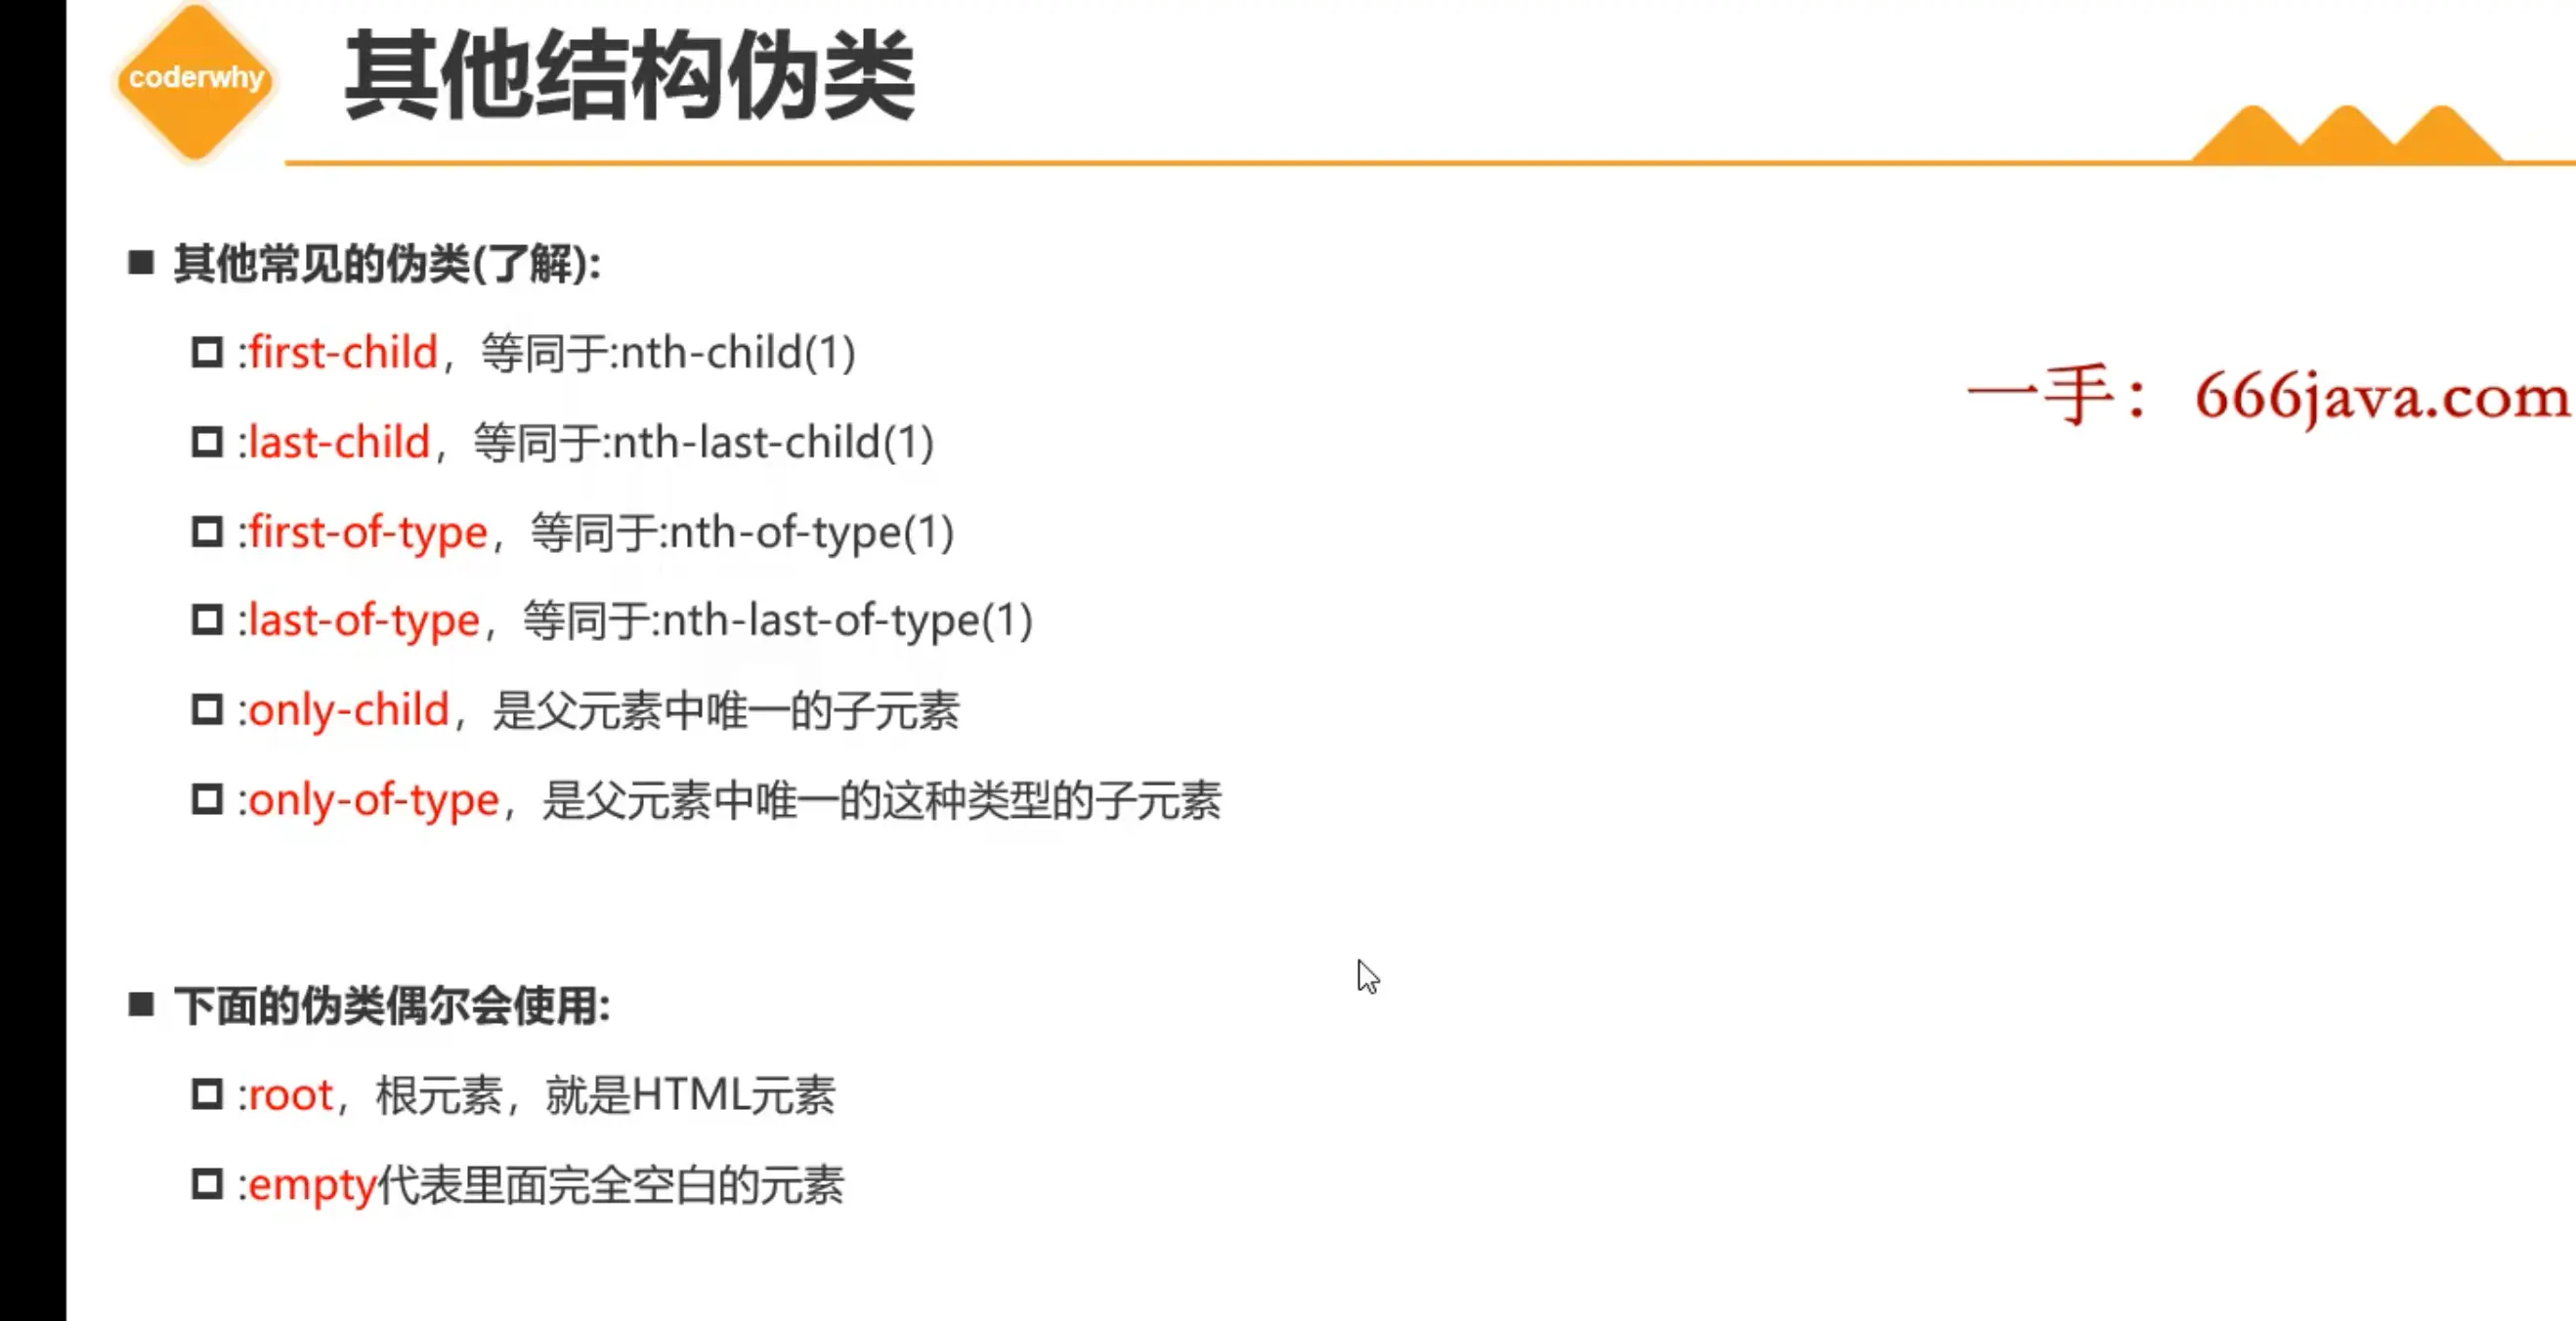 coderwhy
其他结构伪类
其他常见的伪类(了解):
:first-child，等同于:nth-child(1)
一手：666java.com
:last-child，等同于:nth-last-child(1)
:first-of-type，等同于:nth-of-type(1)
:last-of-type，等同于:nth-last-of-type(1)
:only-child，是父元素中唯一的子元素
:only-of-type，是父元素中唯一的这种类型的子元素
下面的伪类偶尔会使用:
:root，根元素，就是HTML元素
:empty代表里面完全空白的元素